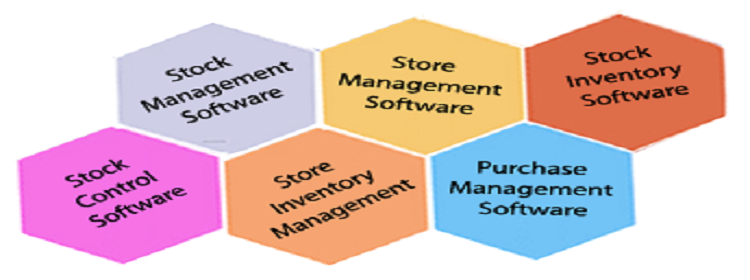 Stock
Management
Software
Store
Management
Software
Stock
Inventory
Software
Stock
Control
Software
Store
Inventory
Management
Purchase
Management
Software